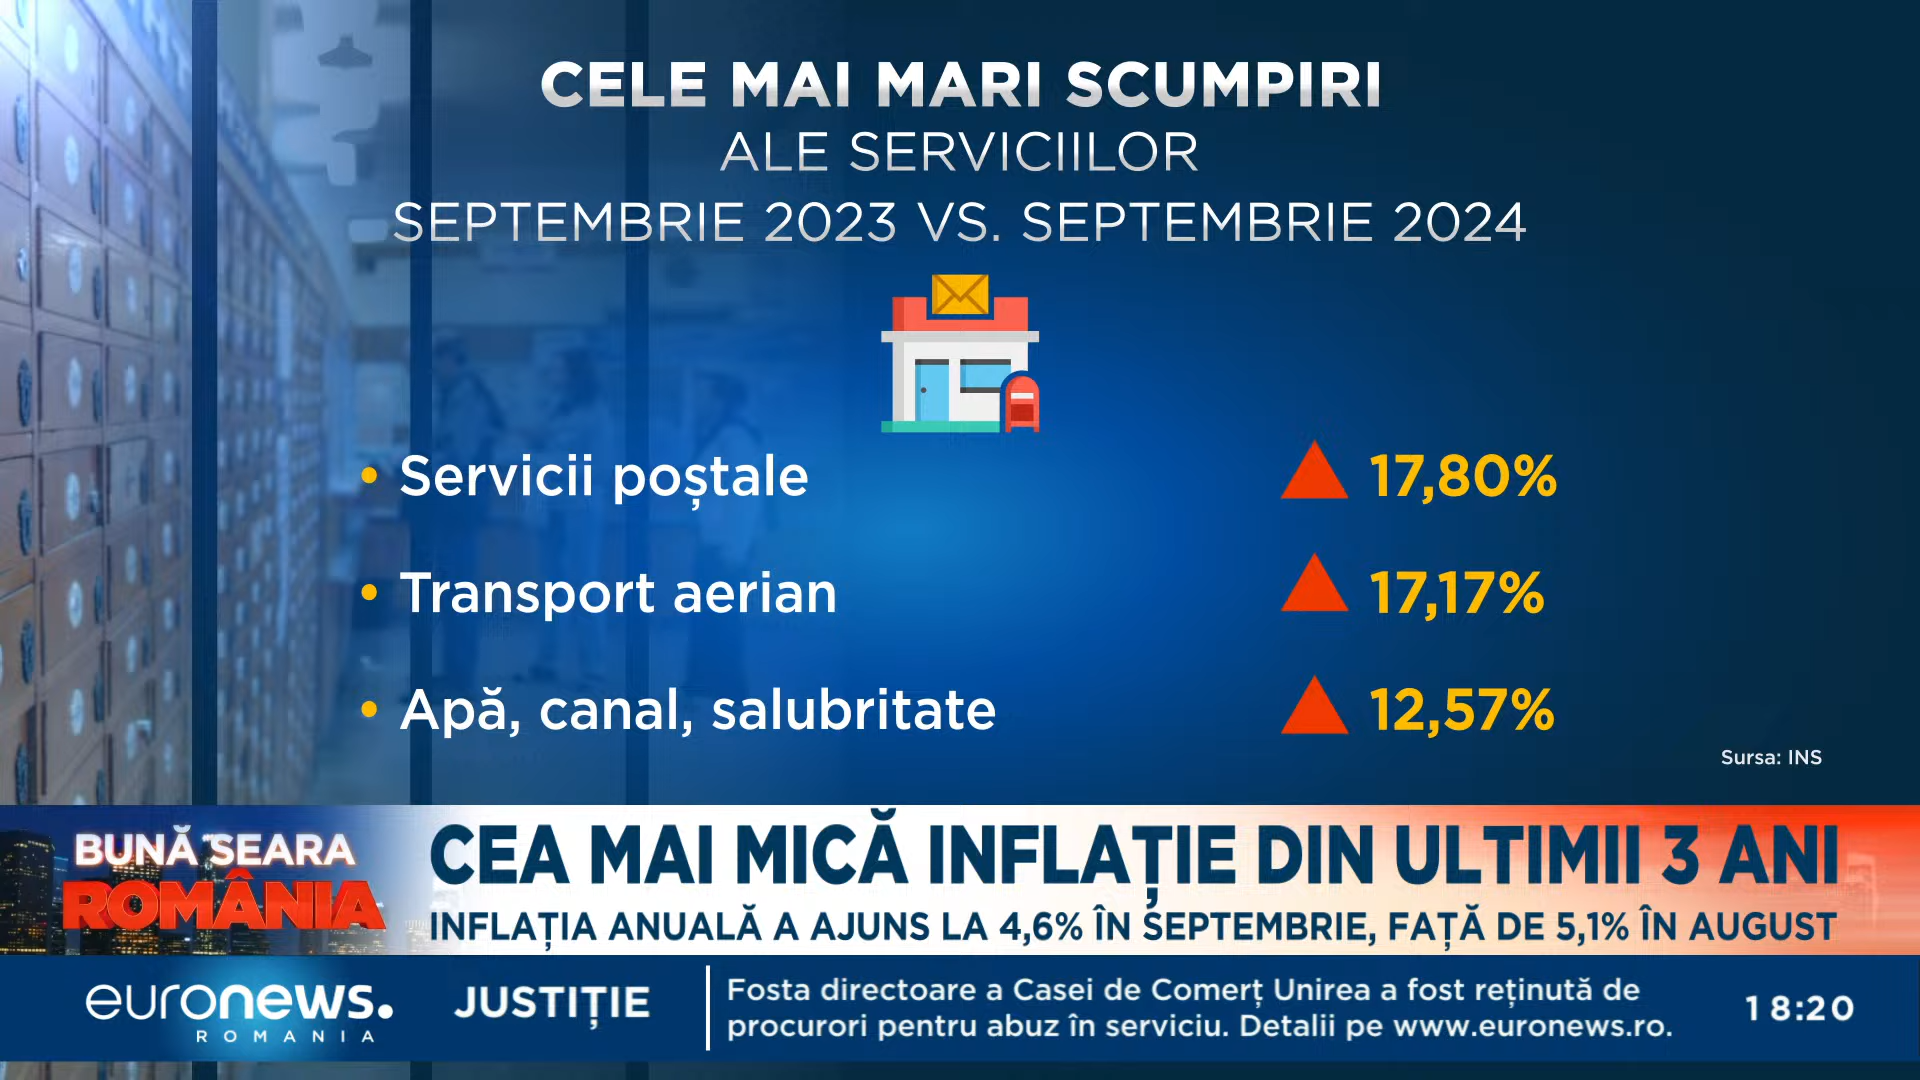 CELE MAI MARI SCUMPIRI
ALE SERVICIILOR
SEPTEMBRIE 2023 VS. SEPTEMBRIE 2024
• Servicii poștale 17,80%
• Transport aerian 17,17%
• Apă, canal, salubritate 12,57%
Sursa: INS
BUNĂ SEARA
ROMÂNIA
CEA MAI MICĂ INFLAȚIE DIN ULTIMII 3 ANI
INFLAȚIA ANUALĂ A AJUNS LA 4,6% ÎN SEPTEMBRIE, FAȚĂ DE 5,1% ÎN AUGUST
euronews.
ROMANIA
JUSTIȚIE
Fosta directoare a Casei de Comerț Unirea a fost reținută de
procurori pentru abuz în serviciu. Detalii pe www.euronews.ro.
18:20